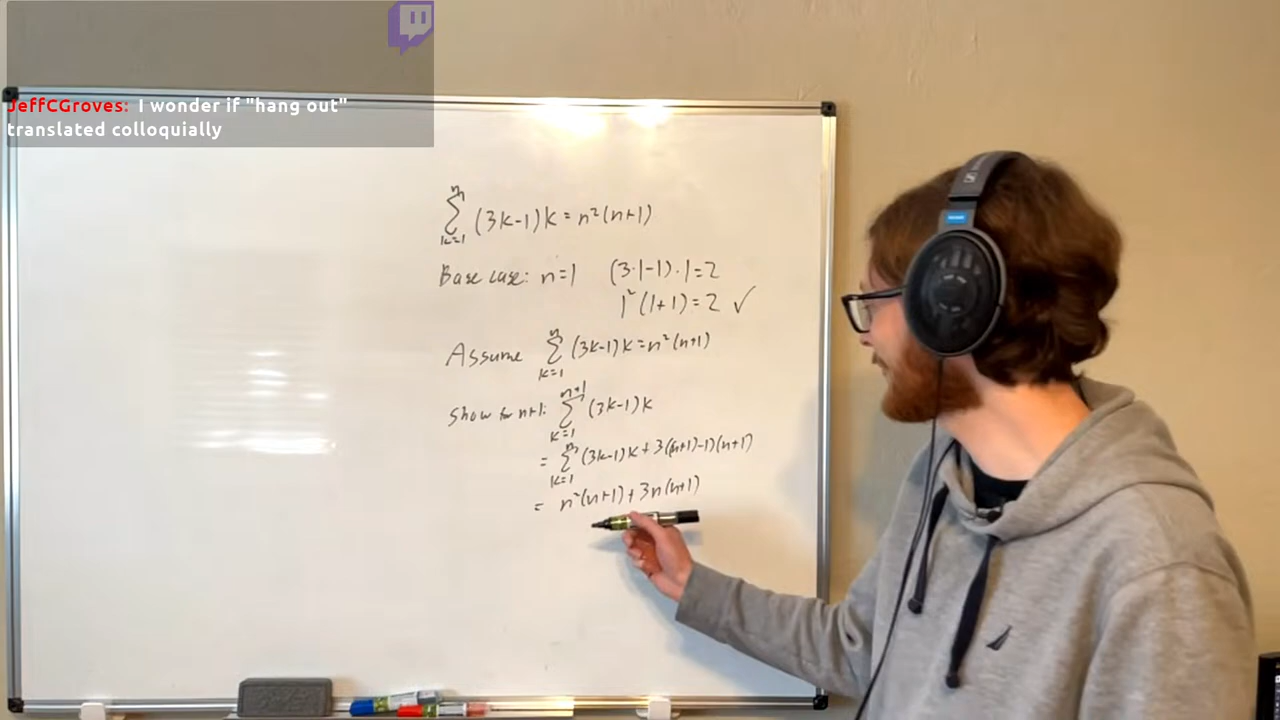 JeffCGroves: I wonder if "hang out"
translated colloquially
n
∑ (3k-1)k = n²(n+1)
k=1
Base case: n=1 (3·1-1)·1=2
1²(1+1)=2 ✓
Assume ∑ (3k-1)k=n²(n+1)
n
k=1
Show for n+1: ∑ (3k-1)k
n+1
k=1
= ∑ (3k-1)k + 3((n+1)-1)(n+1)
n
k=1
= n²(n+1)+3n(n+1)